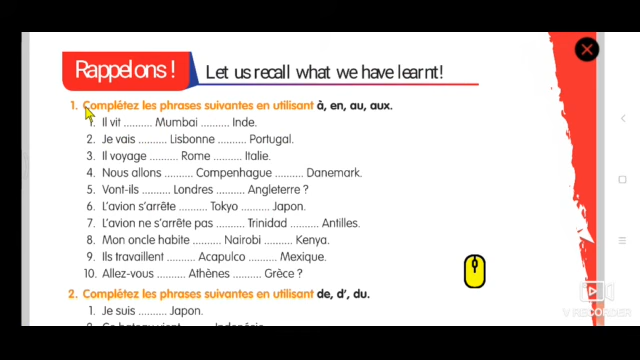 Rappelons !
Let us recall what we have learnt!
1. Complétez les phrases suivantes en utilisant à, en, au, aux.
1. Il vit .......... Mumbai .......... Inde.
2. Je vais .......... Lisbonne .......... Portugal.
3. Il voyage .......... Rome .......... Italie.
4. Nous allons .......... Compenhague .......... Danemark.
5. Vont-ils .......... Londres .......... Angleterre ?
6. L'avion s'arrête .......... Tokyo .......... Japon.
7. L'avion ne s'arrête pas .......... Trinidad .......... Antilles.
8. Mon oncle habite .......... Nairobi .......... Kenya.
9. Ils travaillent .......... Acapulco .......... Mexique.
10. Allez-vous .......... Athènes .......... Grèce ?
2. Complétez les phrases suivantes en utilisant de, d', du.
1. Je suis .......... Japon.
V RECORDER